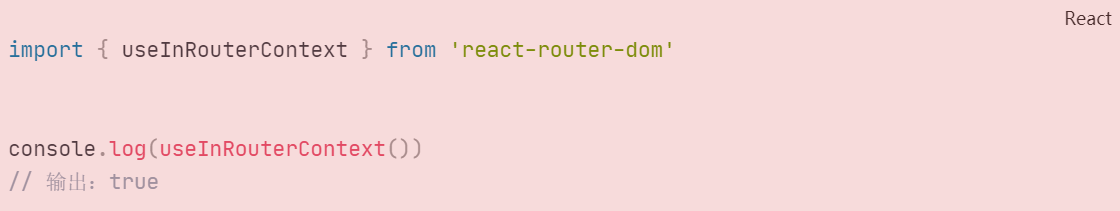 React
import { useInRouterContext } from 'react-router-dom'
console.log(useInRouterContext())
// 输出：true